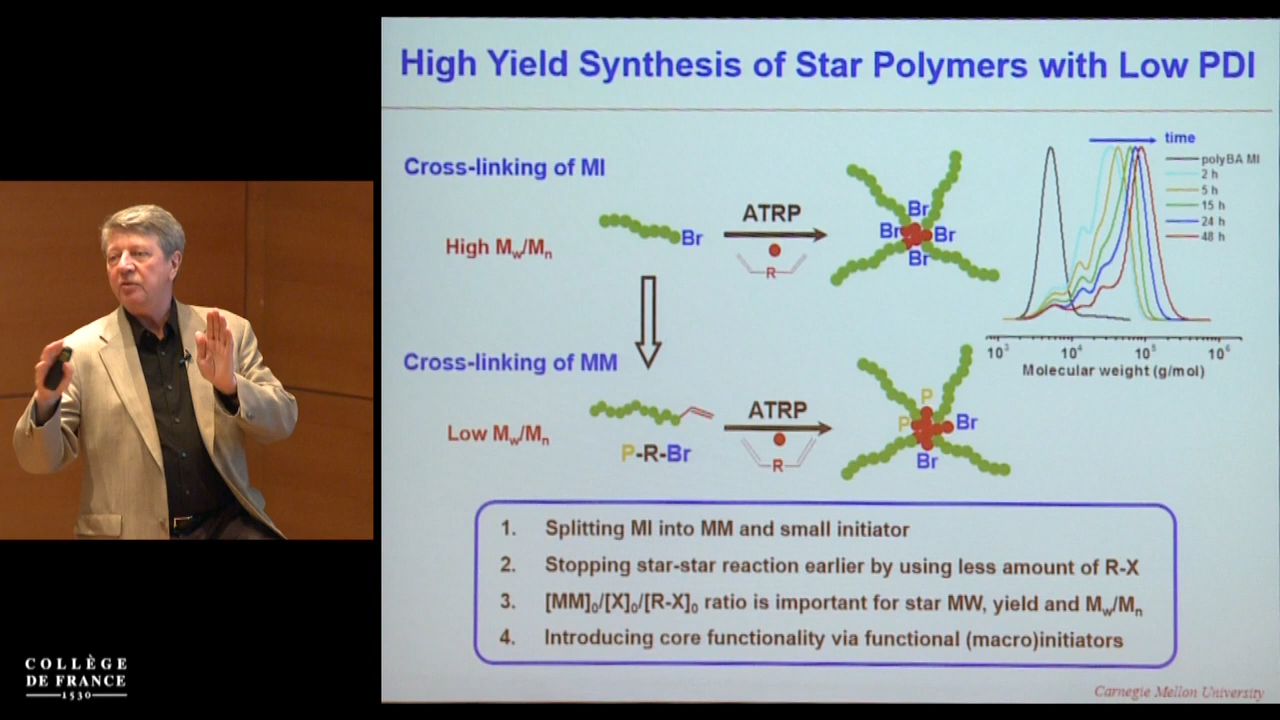 High Yield Synthesis of Star Polymers with Low PDI
Cross-linking of MI
High Mw/Mn
Br
ATRP
R
Br
Br
Br
Br
time
polyBA MI
2 h
5 h
15 h
24 h
48 h
10³
10⁴
10⁵
10⁶
Molecular weight (g/mol)
Cross-linking of MM
Low Mw/Mn
P-R-Br
ATRP
R
P
P
Br
Br
1. Splitting MI into MM and small initiator
2. Stopping star-star reaction earlier by using less amount of R-X
3. [MM]₀/[X]₀/[R-X]₀ ratio is important for star MW, yield and Mw/Mn
4. Introducing core functionality via functional (macro)initiators
Carnegie Mellon University
COLLÈGE
DE FRANCE
1530